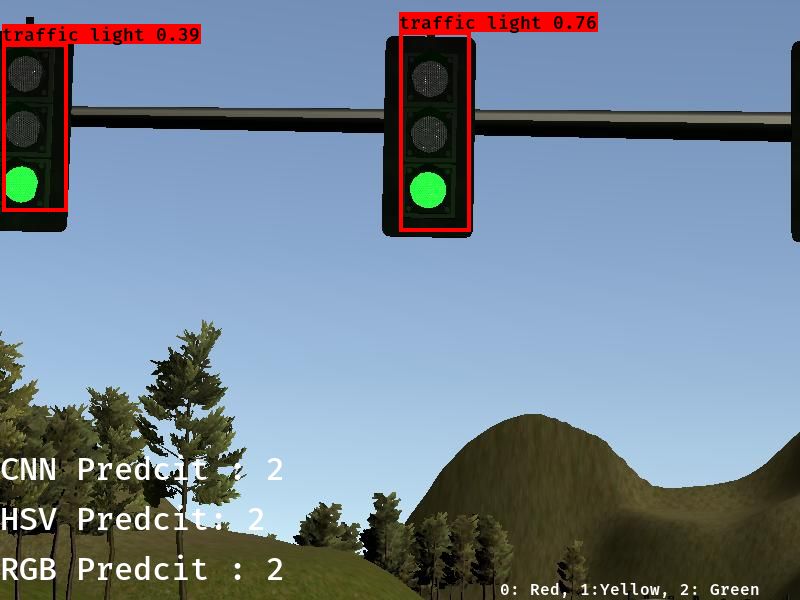 traffic light 0.39
traffic light 0.76
CNN Predcit : 2
HSV Predcit: 2
RGB Predcit : 2
0: Red, 1:Yellow, 2: Green